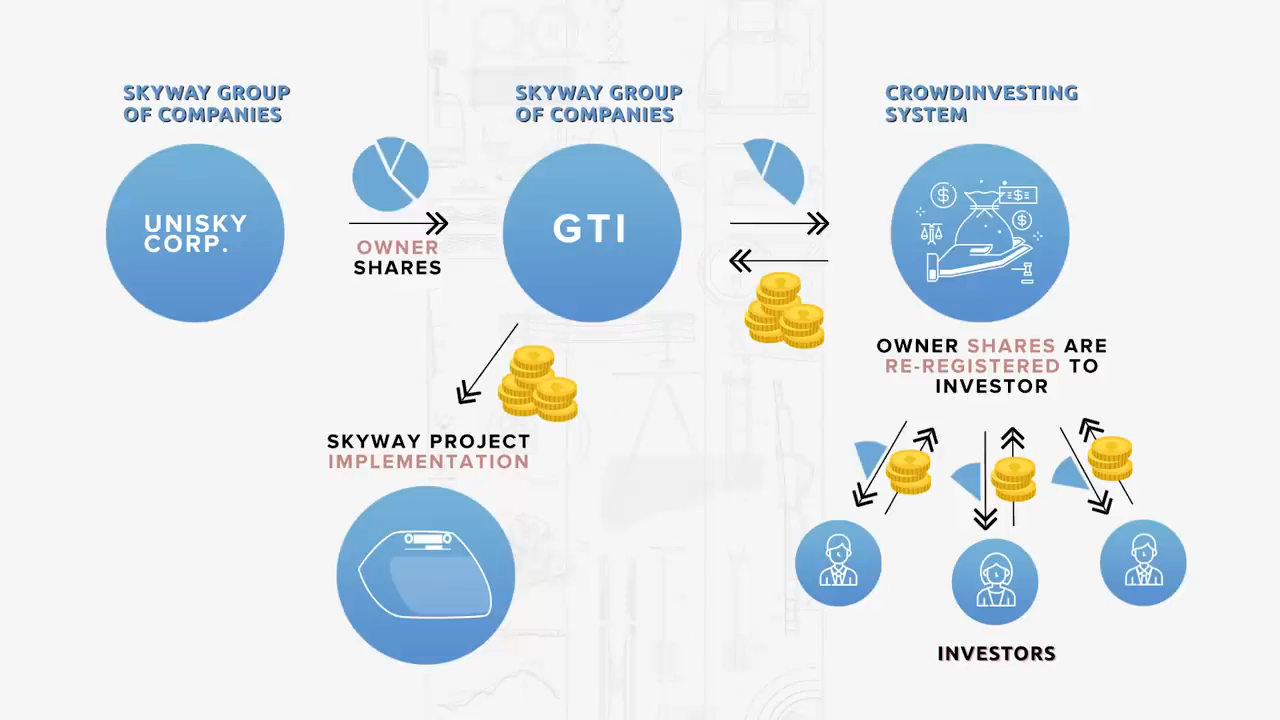 SKYWAY GROUP
OF COMPANIES
SKYWAY GROUP
OF COMPANIES
CROWDINVESTING
SYSTEM
UNISKY
CORP.
OWNER
SHARES
GTI
OWNER SHARES ARE
RE-REGISTERED TO
INVESTOR
SKYWAY PROJECT
IMPLEMENTATION
INVESTORS